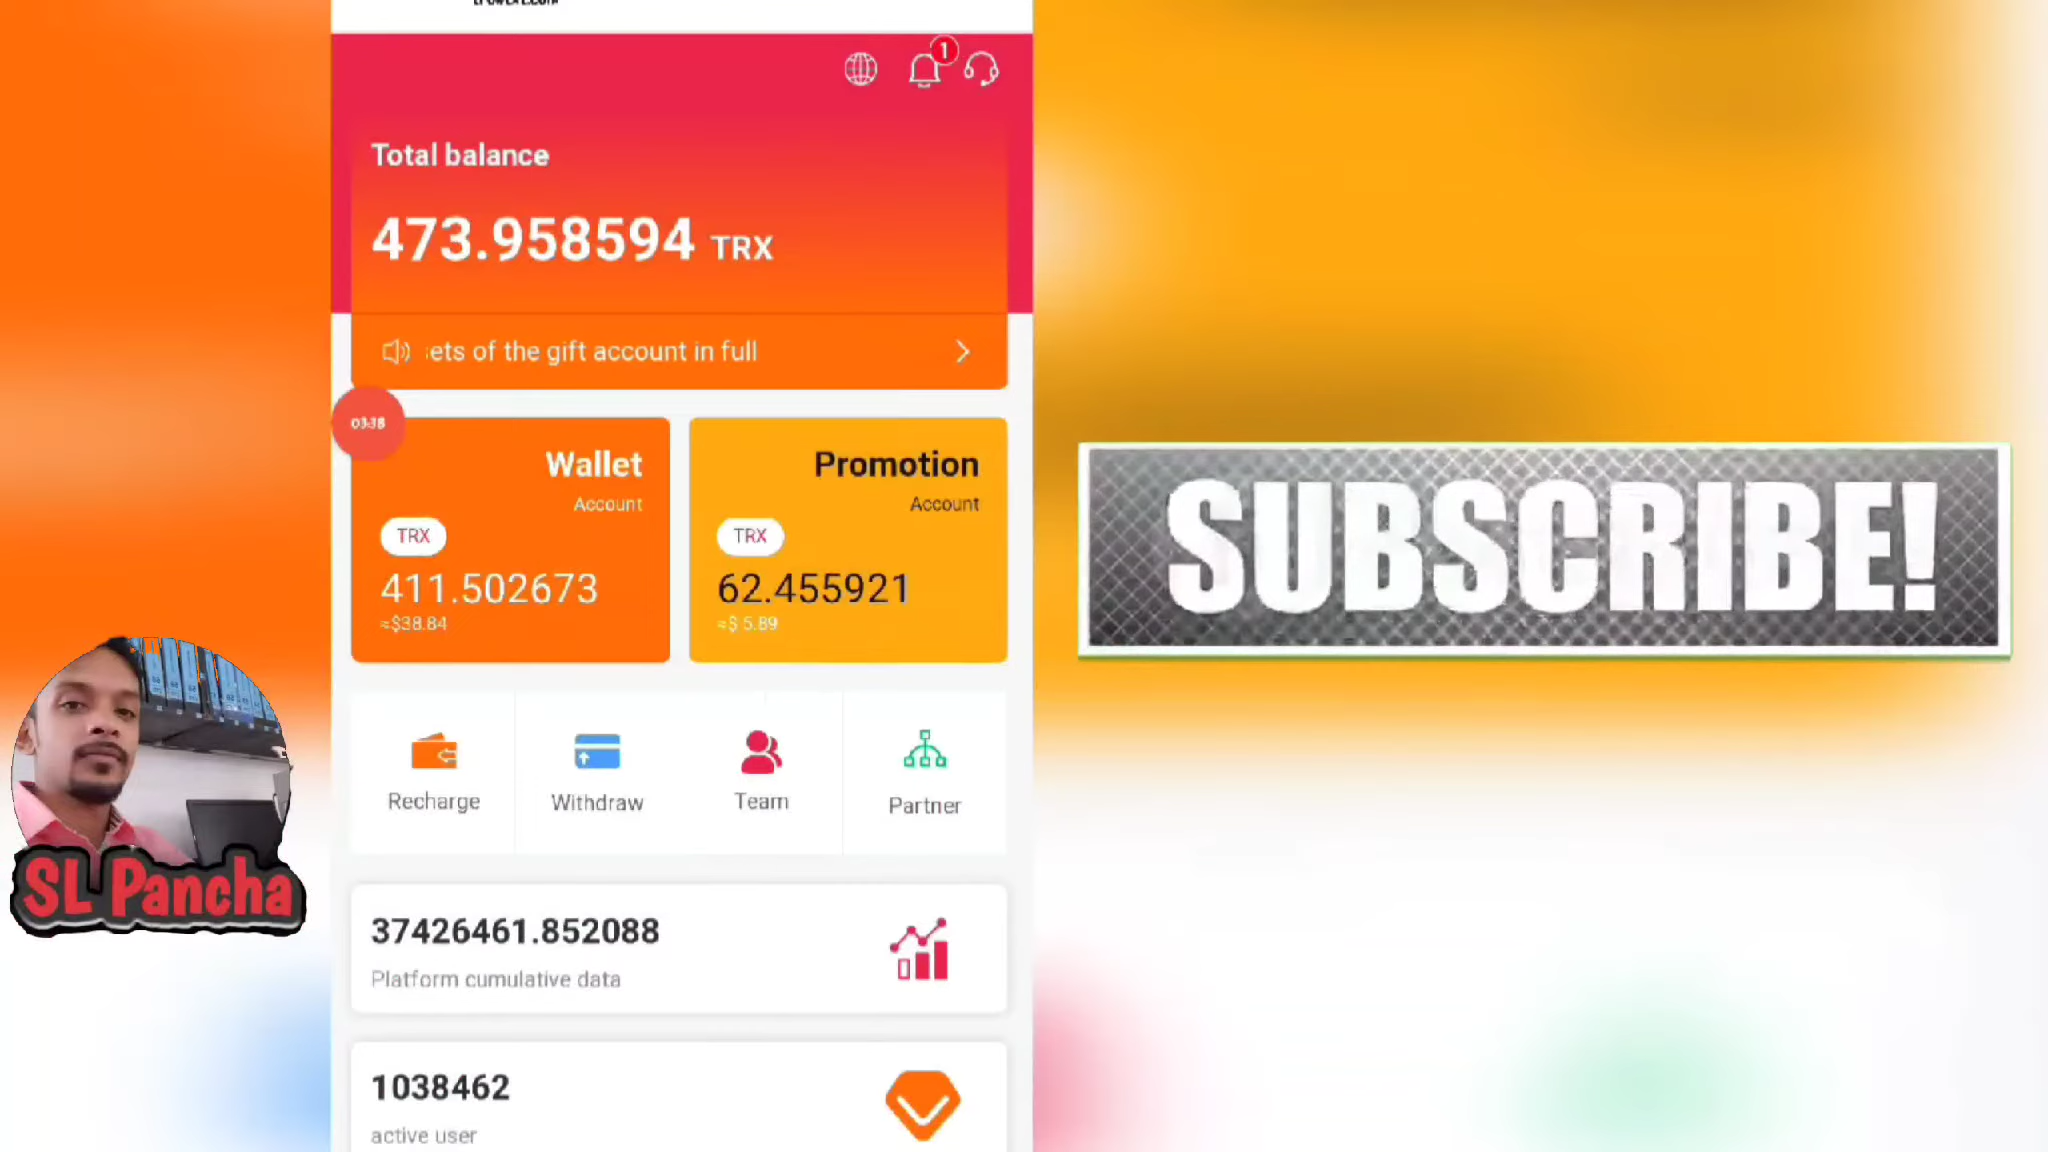 1
Total balance
473.958594 TRX
ets of the gift account in full
03:38
Wallet
Account
TRX
411.502673
≈$38.84
Promotion
Account
TRX
62.455921
≈$ 5.89
Recharge
Withdraw
Team
Partner
37426461.852088
Platform cumulative data
1038462
active user
SUBSCRIBE!
SL Pancha